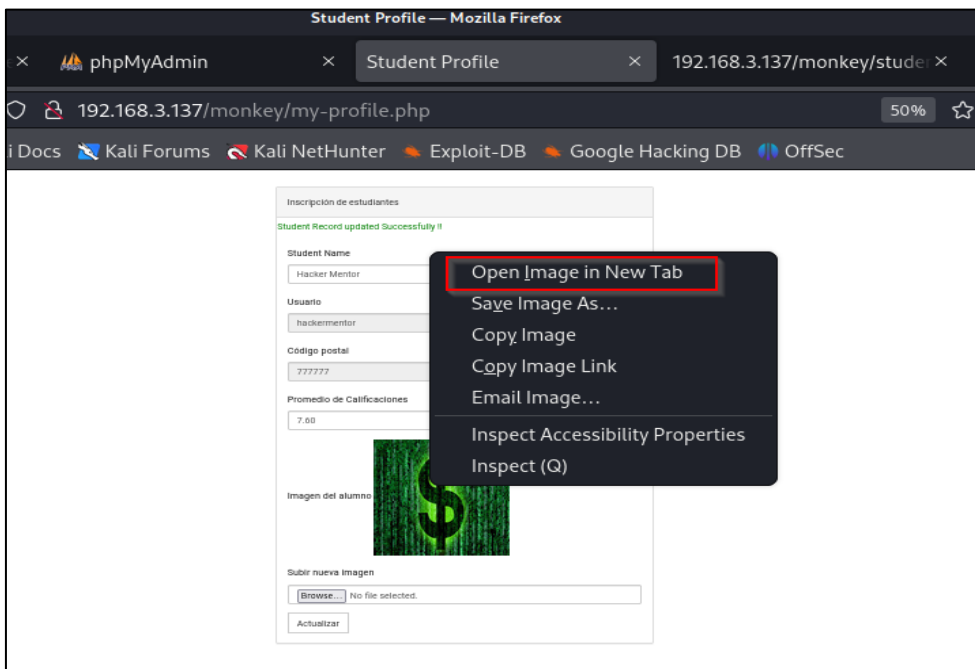 Student Profile — Mozilla Firefox
phpMyAdmin
Student Profile
192.168.3.137/monkey/stude
192.168.3.137/monkey/my-profile.php
50%
i Docs Kali Forums Kali NetHunter Exploit-DB Google Hacking DB OffSec
Inscripción de estudiantes
Student Record updated Successfully !!
Student Name
Hacker Mentor
Usuario
hackermentor
Código postal
777777
Promedio de Calificaciones
7.60
Imagen del alumno
$
Subir nueva imagen
Browse... No file selected.
Actualizar
Open Image in New Tab
Save Image As...
Copy Image
Copy Image Link
Email Image...
Inspect Accessibility Properties
Inspect (Q)